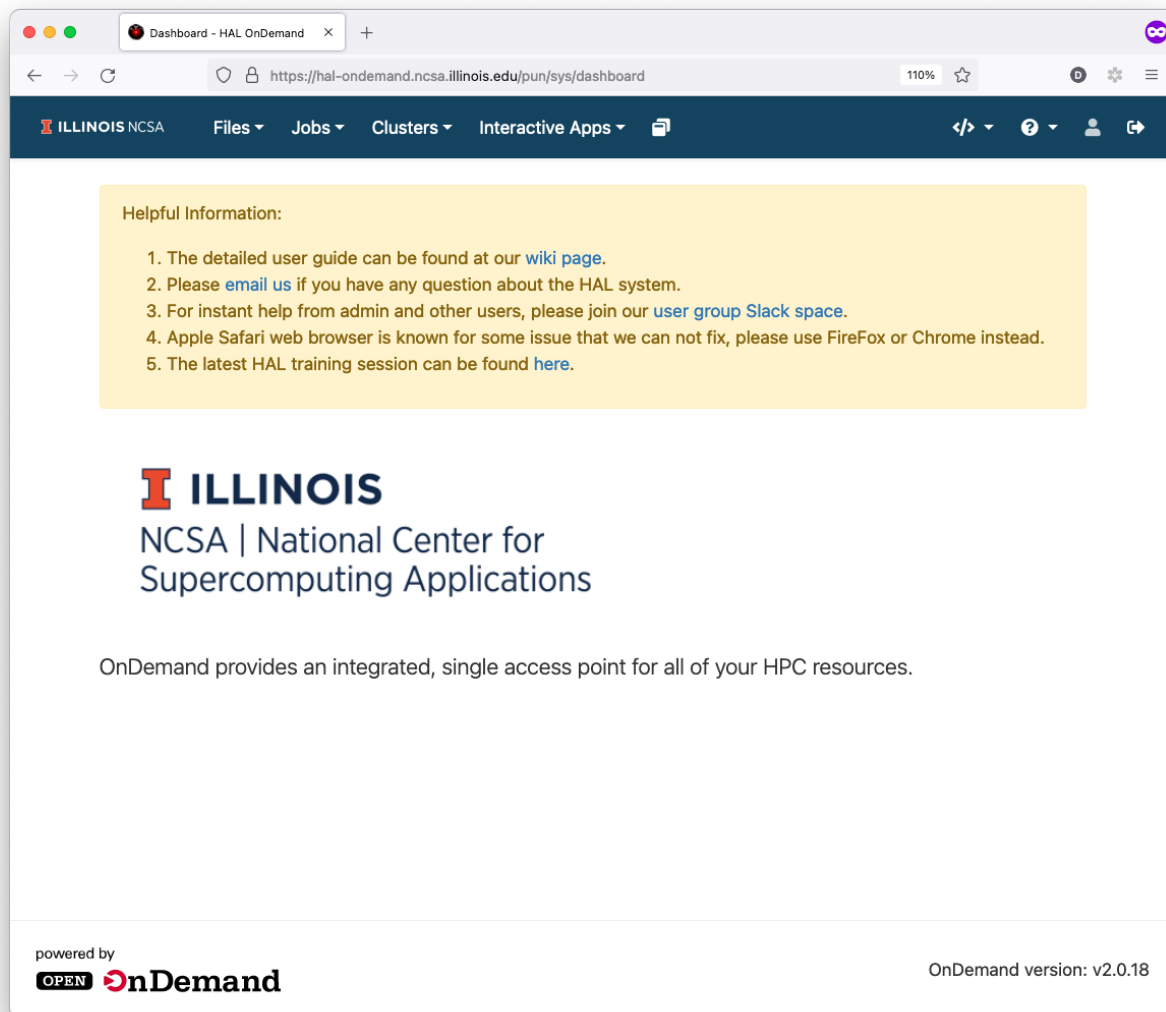 Dashboard - HAL OnDemand
https://hal-ondemand.ncsa.illinois.edu/pun/sys/dashboard
110%
D
ILLINOIS NCSA
Files
Jobs
Clusters
Interactive Apps
Helpful Information:
1. The detailed user guide can be found at our wiki page.
2. Please email us if you have any question about the HAL system.
3. For instant help from admin and other users, please join our user group Slack space.
4. Apple Safari web browser is known for some issue that we can not fix, please use FireFox or Chrome instead.
5. The latest HAL training session can be found here.
I ILLINOIS
NCSA | National Center for
Supercomputing Applications
OnDemand provides an integrated, single access point for all of your HPC resources.
powered by
OPEN OnDemand
OnDemand version: v2.0.18